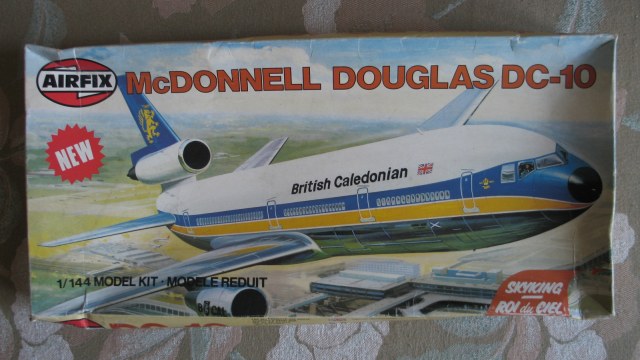 AIRFIX
McDONNELL DOUGLAS DC-10
NEW
British Caledonian
1/144 MODEL KIT · MODELE REDUIT
SKYKING
ROI du CIEL